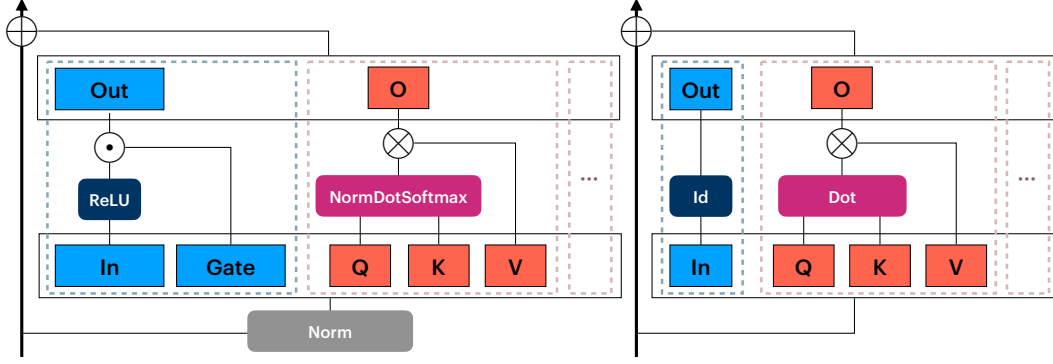 Out
O
ReLU
NormDotSoftmax
...
In
Gate
Q
K
V
Norm
Out
O
Id
Dot
...
In
Q
K
V